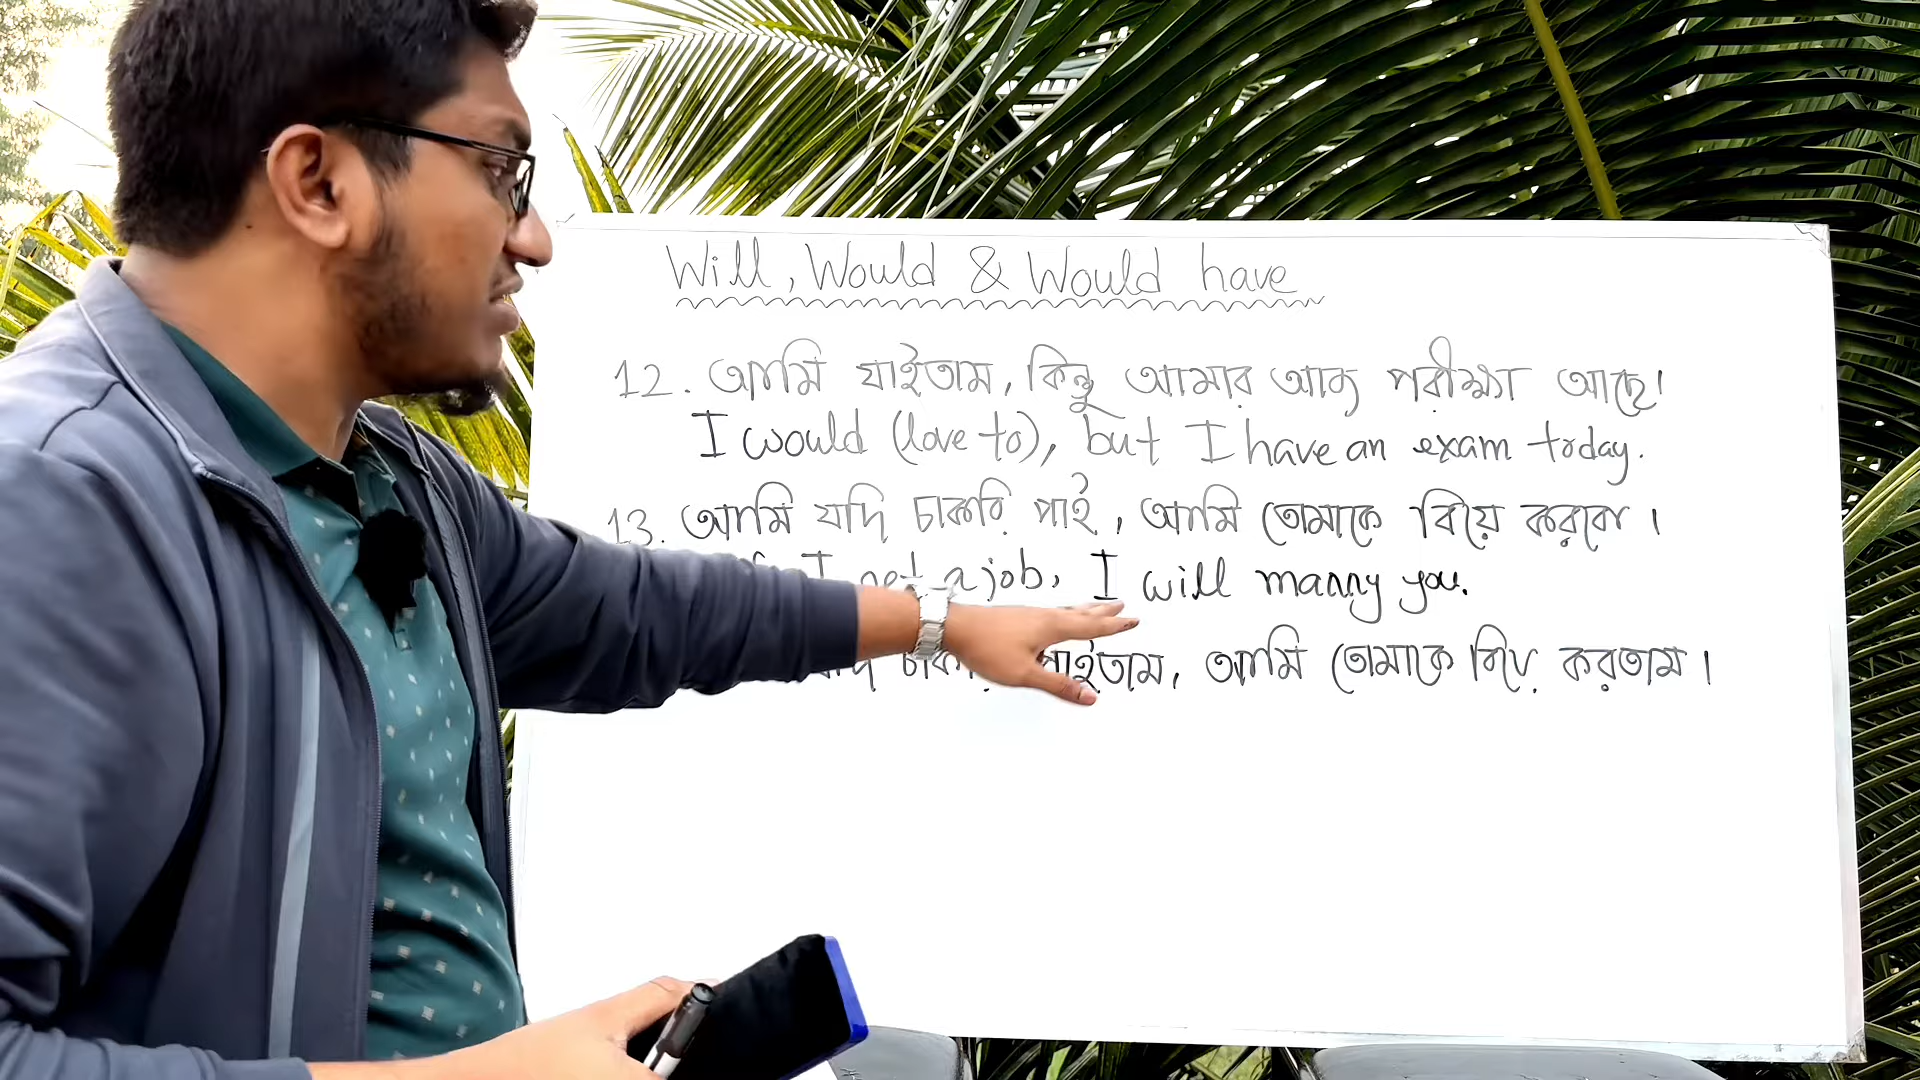 Will, Would & Would have
12. আমি যাইতাম, কিন্তু আমার আজ পরীক্ষা আছে।
I would (love to), but I have an exam today.
13. আমি যদি চাকরি পাই, আমি তোমাকে বিয়ে করবো।
I get a job, I will marry you.
পাইতাম, আমি তোমাকে বিয়ে করতাম।